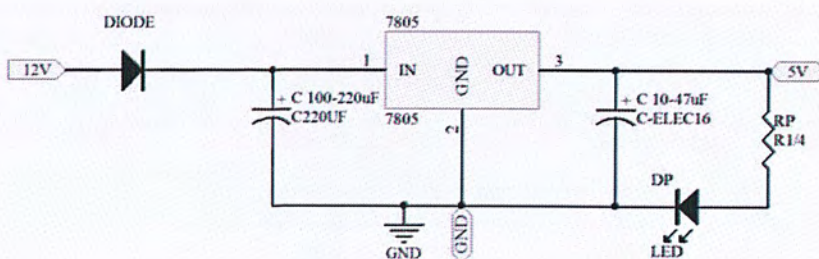 DIODE
7805
12V
1
IN
GND
OUT
3
5V
+ C 100-220uF
C220UF
7805
2
+ C 10-47uF
C-ELEC16
RP
R1/4
DP
GND
GND
LED